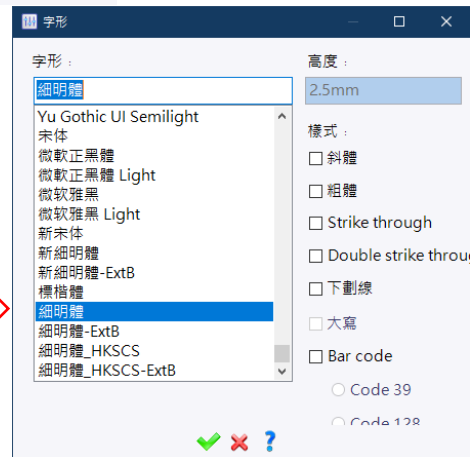 字形
字形：
細明體
Yu Gothic UI Semilight
宋体
微軟正黑體
微軟正黑體 Light
微软雅黑
微软雅黑 Light
新宋体
新細明體
新細明體-ExtB
標楷體
細明體
細明體-ExtB
細明體_HKSCS
細明體_HKSCS-ExtB
高度：
2.5mm
樣式：
斜體
粗體
Strike through
Double strike throu
下劃線
大寫
Bar code
Code 39
Code 128
?